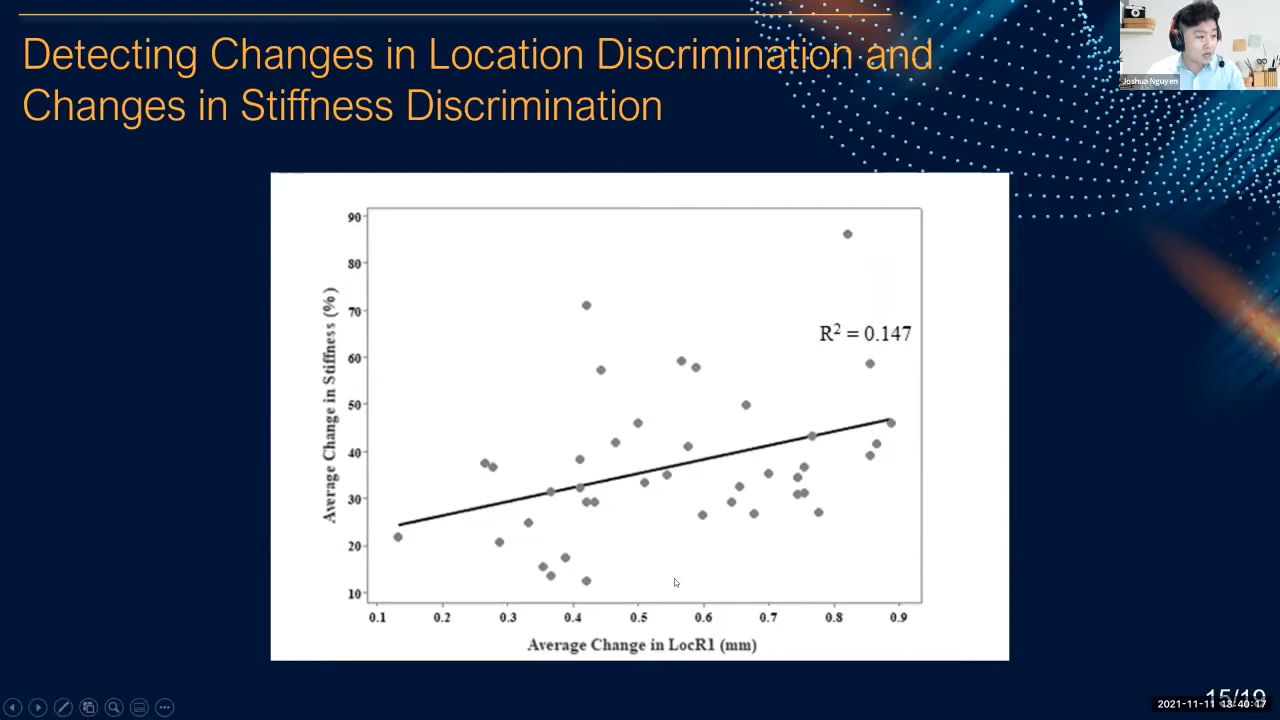 Detecting Changes in Location Discrimination and
Changes in Stiffness Discrimination
Joshua Nguyen
90
80
70
60
50
40
30
20
10
Average Change in Stiffness (%)
R² = 0.147
0.1 0.2 0.3 0.4 0.5 0.6 0.7 0.8 0.9
Average Change in LocR1 (mm)
15/19
2021-11-11 13:40:17